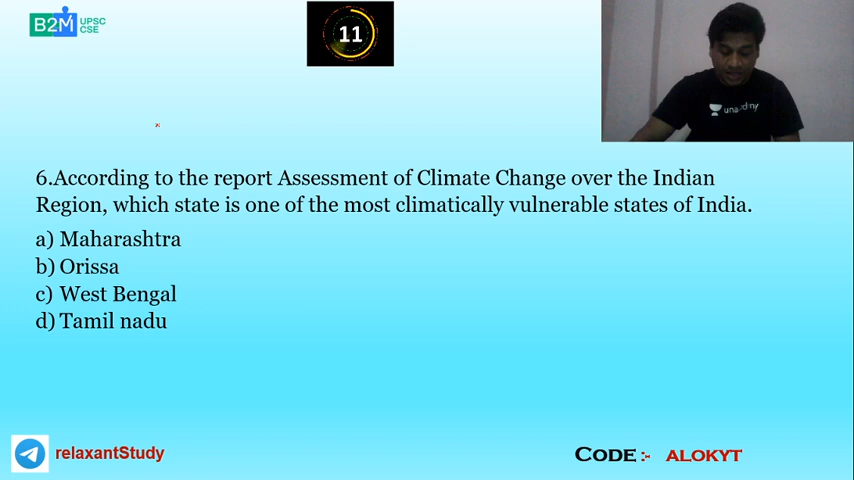 B2M UPSC
CSE
11
unacademy
6.According to the report Assessment of Climate Change over the Indian
Region, which state is one of the most climatically vulnerable states of India.
a) Maharashtra
b) Orissa
c) West Bengal
d) Tamil nadu
relaxantStudy
CODE :- ALOKYT